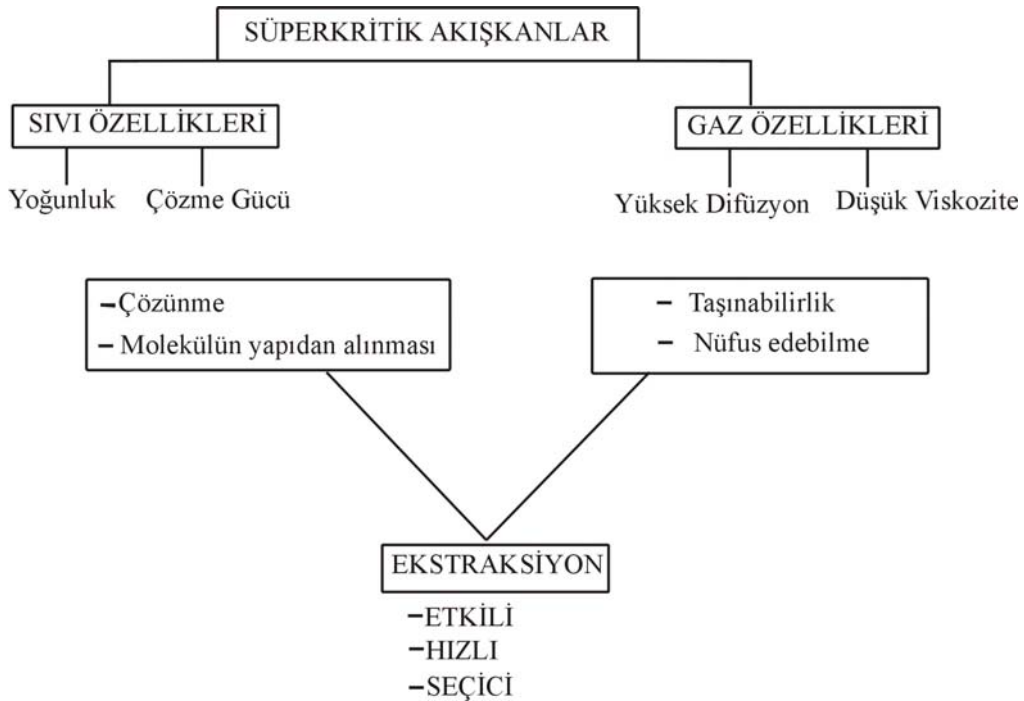 SÜPERKRİTİK AKIŞKANLAR
SIVI ÖZELLİKLERİ
GAZ ÖZELLİKLERİ
Yoğunluk
Çözme Gücü
Yüksek Difüzyon
Düşük Viskozite
–Çözünme
– Molekülün yapıdan alınması
– Taşınabilirlik
– Nüfus edebilme
EKSTRAKSİYON
–ETKİLİ
–HIZLI
–SEÇİCİ